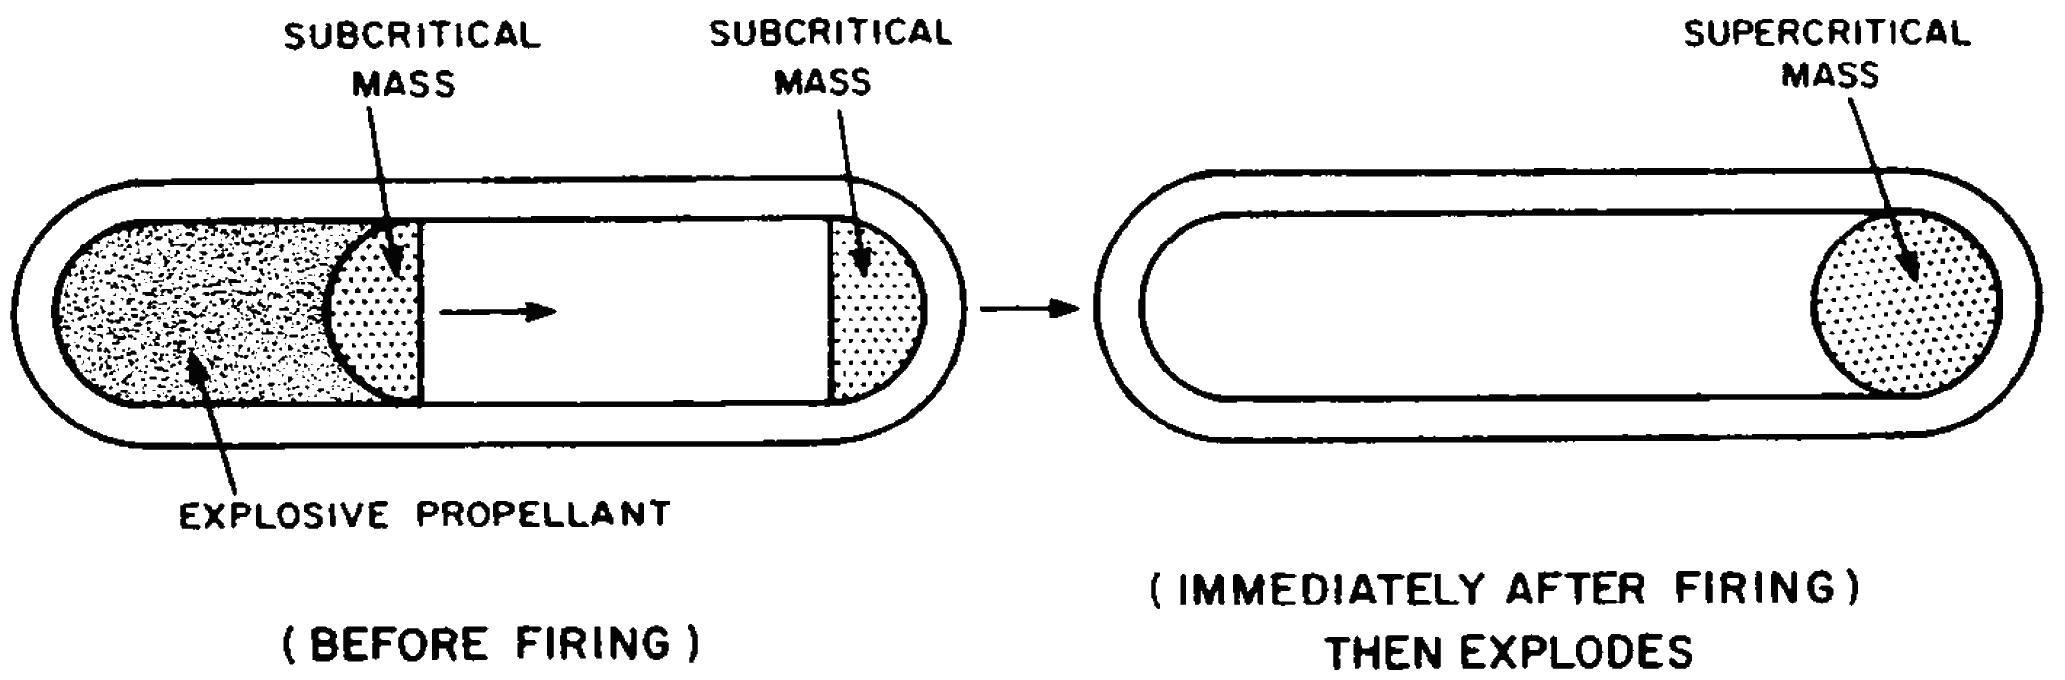 SUBCRITICAL
MASS
SUBCRITICAL
MASS
EXPLOSIVE PROPELLANT
(BEFORE FIRING)
SUPERCRITICAL
MASS
(IMMEDIATELY AFTER FIRING)
THEN EXPLODES